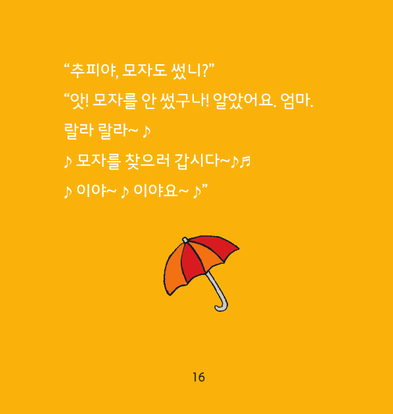 “추피야, 모자도 썼니?”
“앗! 모자를 안 썼구나! 알았어요. 엄마.
랄라 랄라~ ♪
♪ 모자를 찾으러 갑시다~♪♬
♪ 이야~ ♪ 이야요~ ♪”
16